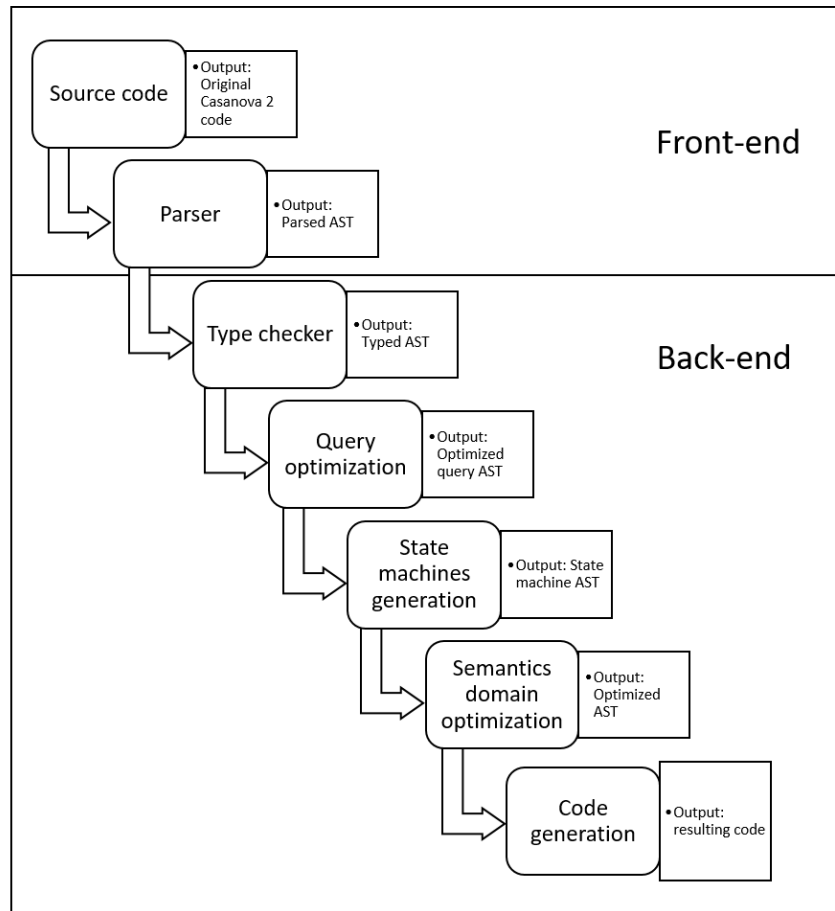 Source code
•Output:
Original
Casanova 2
code
Front-end
Parser
•Output:
Parsed AST
Type checker
•Output:
Typed AST
Back-end
Query
optimization
•Output:
Optimized
query AST
State
machines
generation
•Output: State
machine AST
Semantics
domain
optimization
•Output:
Optimized
AST
Code
generation
•Output:
resulting code